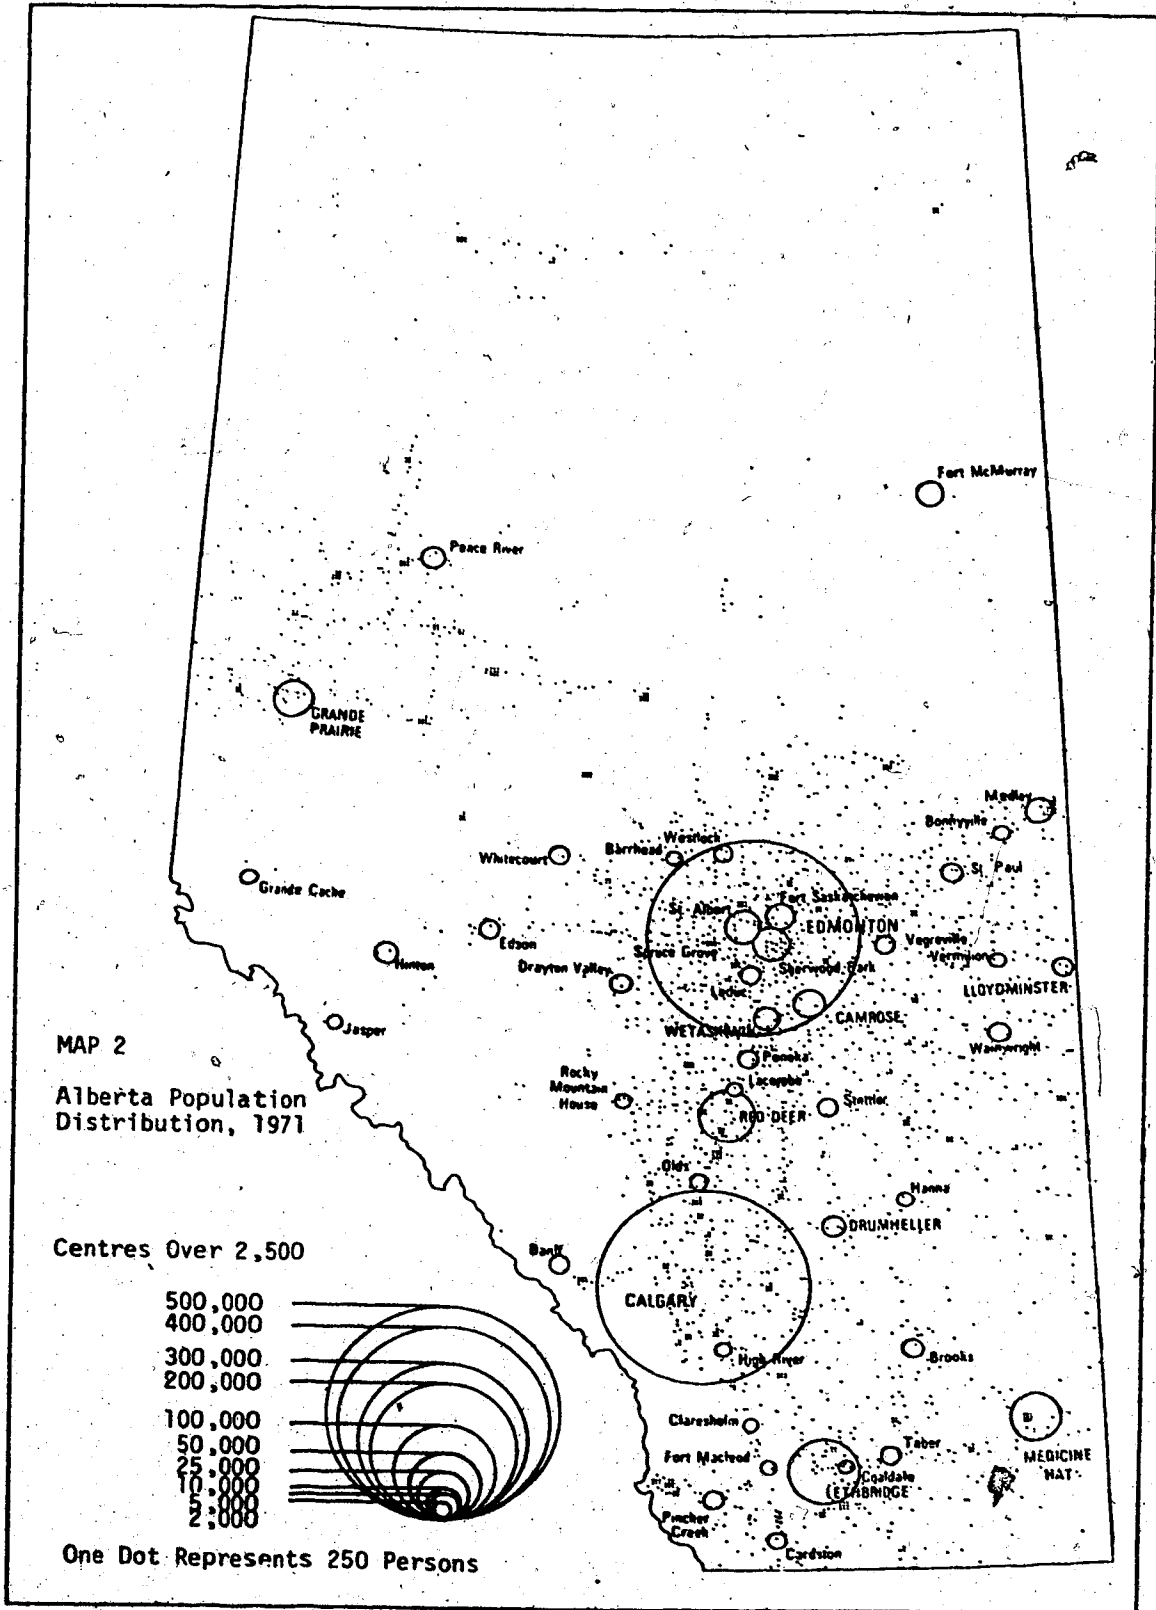 Fort McMurray
Peace River
GRANDE
PRAIRIE
Medley
Bonnyville
Westlock
Barrhead
Whitecourt
St. Paul
Grande Cache
Fort Saskatchewan
St. Albert
EDMONTON
Edson
Vegreville
Spruce Grove
Vermilion
Hinton
Drayton Valley
Sherwood Park
Leduc
LLOYDMINSTER
CAMROSE
WETASKIWIN
Jasper
Wainwright
MAP 2
Ponoka
Rocky
Mountain
House
Lacombe
Alberta Population
Distribution, 1971
Stettler
RED DEER
Olds
Hanna
DRUMHELLER
Centres Over 2,500
Banff
CALGARY
500,000
400,000
300,000
200,000
100,000
50,000
25,000
10,000
5,000
2,000
High River
Brooks
Claresholm
Taber
Fort Macleod
MEDICINE
HAT
Coaldale
LETHBRIDGE
Pincher
Creek
Cardston
One Dot Represents 250 Persons